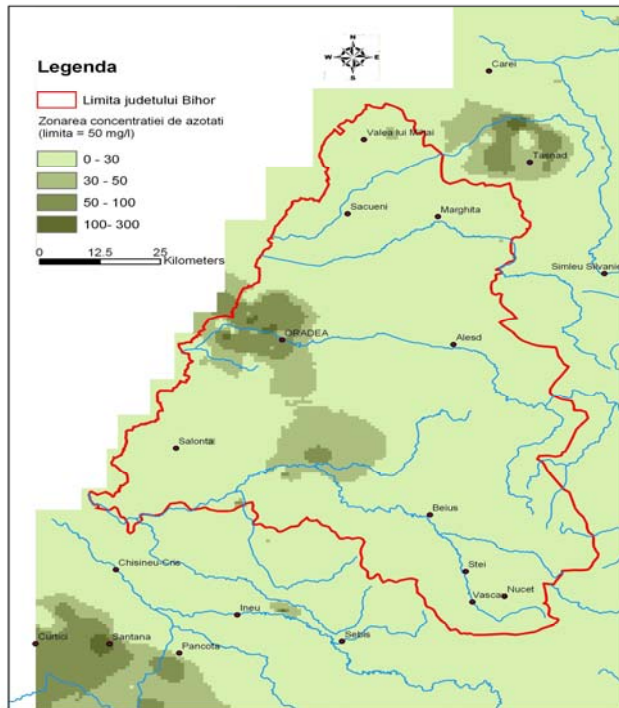 N
W E
S
Legenda
Limita judetului Bihor
Zonarea concentratiei de azotati
(limita = 50 mg/l)
0 - 30
30 - 50
50 - 100
100- 300
0 12.5 25
Kilometers
Carei
Valea lui Mihai
Tasnad
Sacueni
Marghita
Simleu Silvanie
ORADEA
Alesd
Salonta
Beius
Chisineu-Cris
Stei
Nucet
Vascau
Ineu
Curtici
Santana
Pancota
Sebis